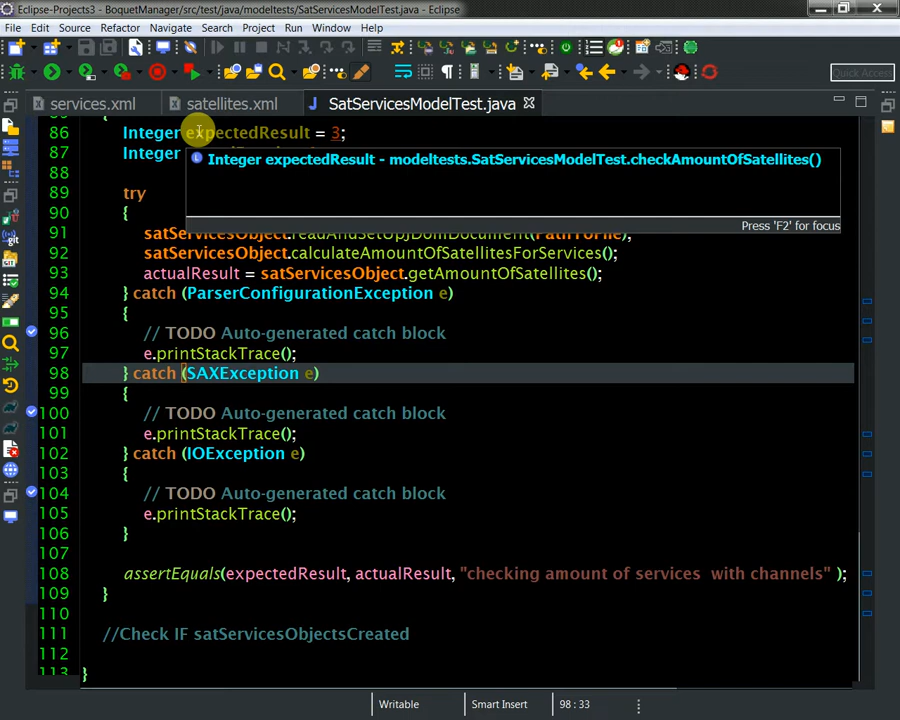 Eclipse-Projects3 - BoquetManager/src/test/java/modeltests/SatServicesModelTest.java - Eclipse
File Edit Source Refactor Navigate Search Project Run Window Help
Quick Access
services.xml satellites.xml SatServicesModelTest.java
86 Integer expectedResult = 3;
87 Integer
Integer expectedResult - modeltests.SatServicesModelTest.checkAmountOfSatellites()
89 try
90 {
Press 'F2' for focus
91 satServicesObject.readAndSetUpJDomDocument(PathToFile);
92 satServicesObject.calculateAmountOfSatellitesForServices();
93 actualResult = satServicesObject.getAmountOfSatellites();
94 } catch (ParserConfigurationException e)
95 {
96 // TODO Auto-generated catch block
97 e.printStackTrace();
98 } catch (SAXException e)
99 {
100 // TODO Auto-generated catch block
101 e.printStackTrace();
102 } catch (IOException e)
103 {
104 // TODO Auto-generated catch block
105 e.printStackTrace();
106 }
107
108 assertEquals(expectedResult, actualResult, "checking amount of services with channels" );
109 }
110
111 //Check IF satServicesObjectsCreated
112
113 }
Writable Smart Insert 98 : 33